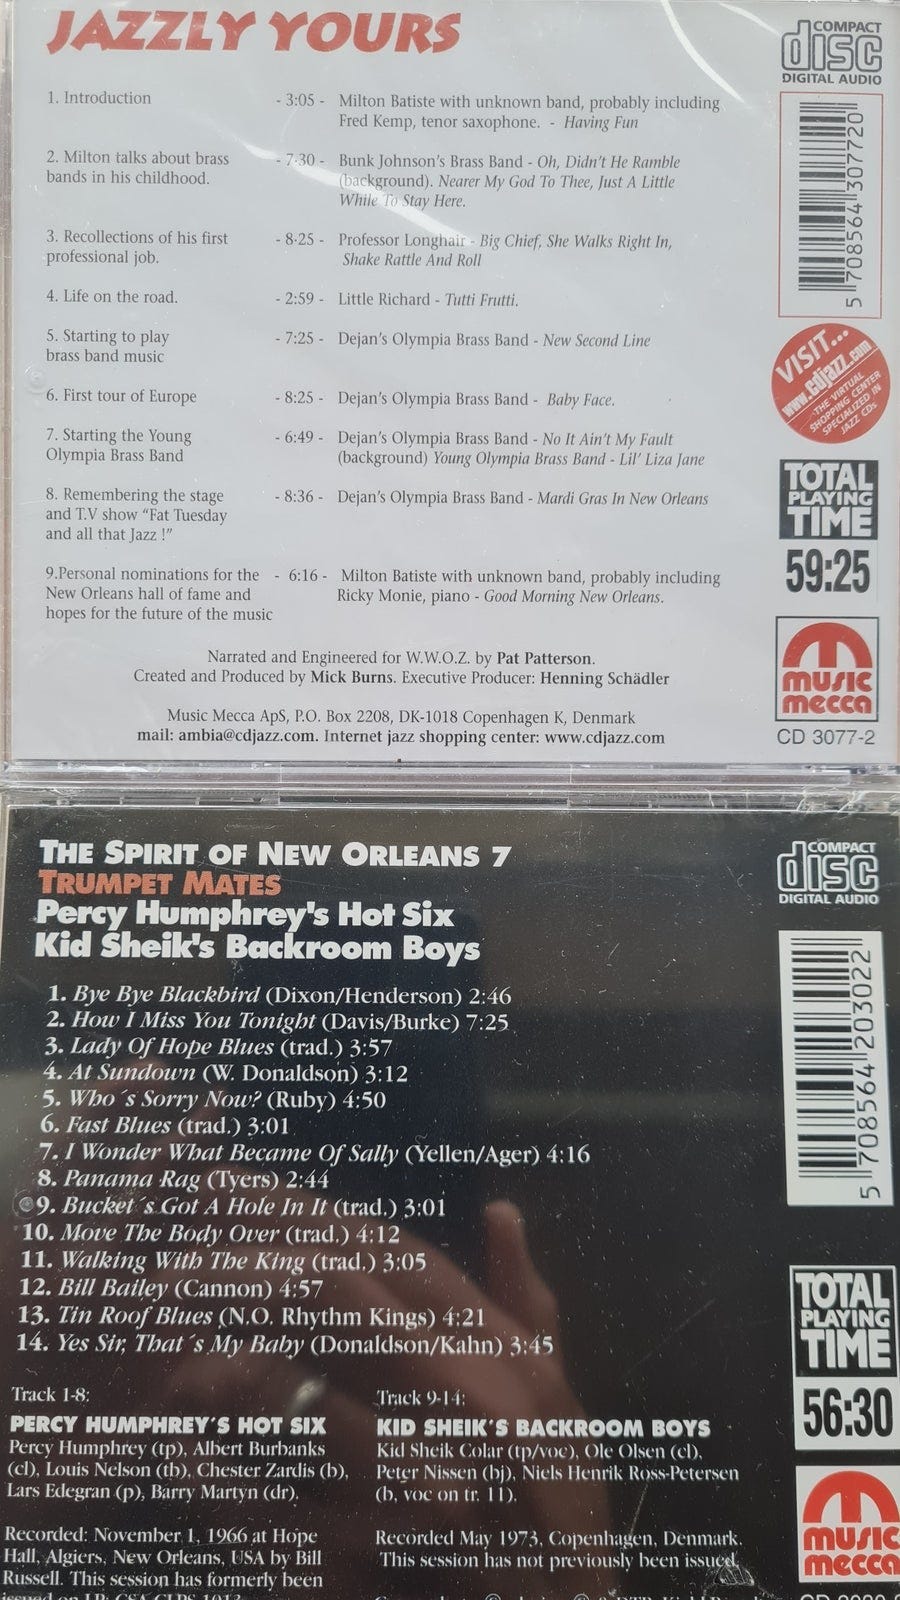 JAZZLY YOURS
COMPACT
disc
DIGITAL AUDIO
1. Introduction - 3:05 - Milton Batiste with unknown band, probably including
Fred Kemp, tenor saxophone. - Having Fun
2. Milton talks about brass - 7·30 - Bunk Johnson's Brass Band - Oh, Didn't He Ramble
bands in his childhood. (background). Nearer My God To Thee, Just A Little
While To Stay Here.
3. Recollections of his first - 8·25 - Professor Longhair - Big Chief, She Walks Right In,
professional job. Shake Rattle And Roll
4. Life on the road. - 2:59 - Little Richard - Tutti Frutti.
5. Starting to play - 7:25 - Dejan's Olympia Brass Band - New Second Line
brass band music
6. First tour of Europe - 8:25 - Dejan's Olympia Brass Band - Baby Face.
7. Starting the Young - 6:49 - Dejan's Olympia Brass Band - No It Ain't My Fault
Olympia Brass Band (background) Young Olympia Brass Band - Lil' Liza Jane
8. Remembering the stage - 8:36 - Dejan's Olympia Brass Band - Mardi Gras In New Orleans
and T.V show "Fat Tuesday
and all that Jazz !"
9.Personal nominations for the - 6:16 - Milton Batiste with unknown band, probably including
New Orleans hall of fame and Ricky Monie, piano - Good Morning New Orleans.
hopes for the future of the music
Narrated and Engineered for W.W.O.Z. by Pat Patterson.
Created and Produced by Mick Burns. Executive Producer: Henning Schädler
Music Mecca ApS, P.O. Box 2208, DK-1018 Copenhagen K, Denmark
mail: ambia@cdjazz.com. Internet jazz shopping center: www.cdjazz.com
5 708564 307720
VISIT...
www.cdjazz.com
-THE VIRTUAL
SHOPPING CENTER
SPECIALIZED IN
JAZZ CDs
TOTAL
PLAYING
TIME
59:25
music
mecca
CD 3077-2
THE SPIRIT OF NEW ORLEANS 7
TRUMPET MATES
Percy Humphrey's Hot Six
Kid Sheik's Backroom Boys
COMPACT
disc
DIGITAL AUDIO
1. Bye Bye Blackbird (Dixon/Henderson) 2:46
2. How I Miss You Tonight (Davis/Burke) 7:25
3. Lady Of Hope Blues (trad.) 3:57
4. At Sundown (W. Donaldson) 3:12
5. Who´s Sorry Now? (Ruby) 4:50
6. Fast Blues (trad.) 3:01
7. I Wonder What Became Of Sally (Yellen/Ager) 4:16
8. Panama Rag (Tyers) 2:44
9. Bucket´s Got A Hole In It (trad.) 3:01
10. Move The Body Over (trad.) 4:12
11. Walking With The King (trad.) 3:05
12. Bill Bailey (Cannon) 4:57
13. Tin Roof Blues (N.O. Rhythm Kings) 4:21
14. Yes Sir, That´s My Baby (Donaldson/Kahn) 3:45
5 708564 203022
TOTAL
PLAYING
TIME
56:30
music
mecca
Track 1-8:
PERCY HUMPHREY´S HOT SIX
Percy Humphrey (tp), Albert Burbanks
(cl), Louis Nelson (tb), Chester Zardis (b),
Lars Edegran (p), Barry Martyn (dr).
Recorded: November 1, 1966 at Hope
Hall, Algiers, New Orleans, USA by Bill
Russell. This session has formerly been
Track 9-14:
KID SHEIK´S BACKROOM BOYS
Kid Sheik Colar (tp/voc), Ole Olsen (cl),
Peter Nissen (bj), Niels Henrik Ross-Petersen
(b, voc on tr. 11).
Recorded May 1973, Copenhagen, Denmark.
This session has not previously been issued.